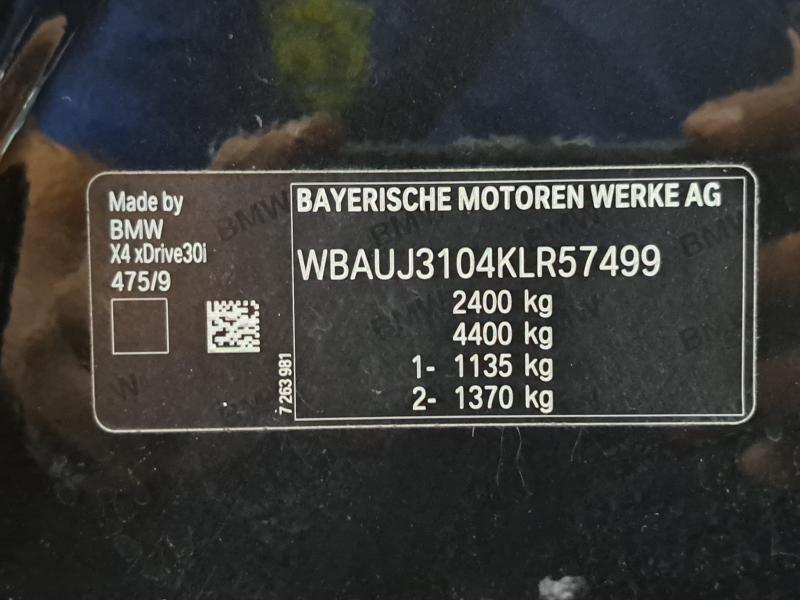 Made by
BMW
X4 xDrive30i
475/9
7 263 981
BAYERISCHE MOTOREN WERKE AG
WBAUJ3104KLR57499
2400 kg
4400 kg
1- 1135 kg
2- 1370 kg